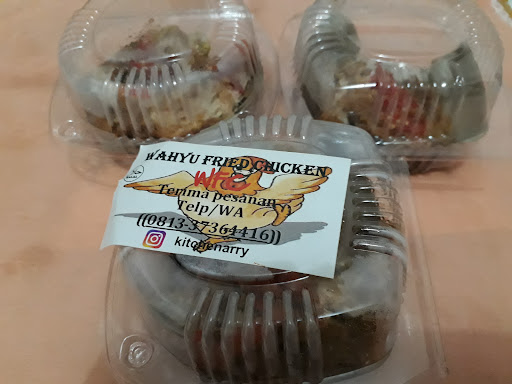 WAHYU FRIED CHICKEN
WFC
Terima pesanan
Telp/WA
((0813-37364416))
kitchenarry